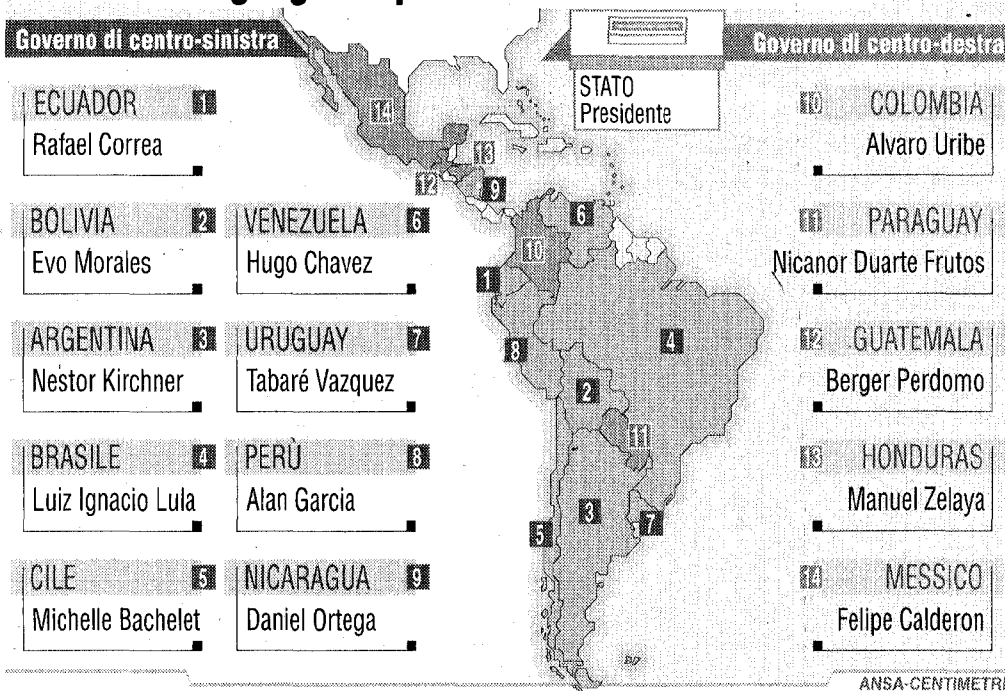 Governo di centro-sinistra
ECUADOR 1
Rafael Correa
BOLIVIA 2
Evo Morales
ARGENTINA 3
Nestor Kirchner
BRASILE 4
Luiz Ignacio Lula
CILE 5
Michelle Bachelet
VENEZUELA 6
Hugo Chavez
URUGUAY 7
Tabaré Vazquez
PERÙ 8
Alan Garcia
NICARAGUA 9
Daniel Ortega
STATO
Presidente
14
13
12
9
6
10
1
8
4
2
11
3
7
5
Governo di centro-destra
10 COLOMBIA
Alvaro Uribe
11 PARAGUAY
Nicanor Duarte Frutos
12 GUATEMALA
Berger Perdomo
13 HONDURAS
Manuel Zelaya
14 MESSICO
Felipe Calderon
ANSA-CENTIMETR